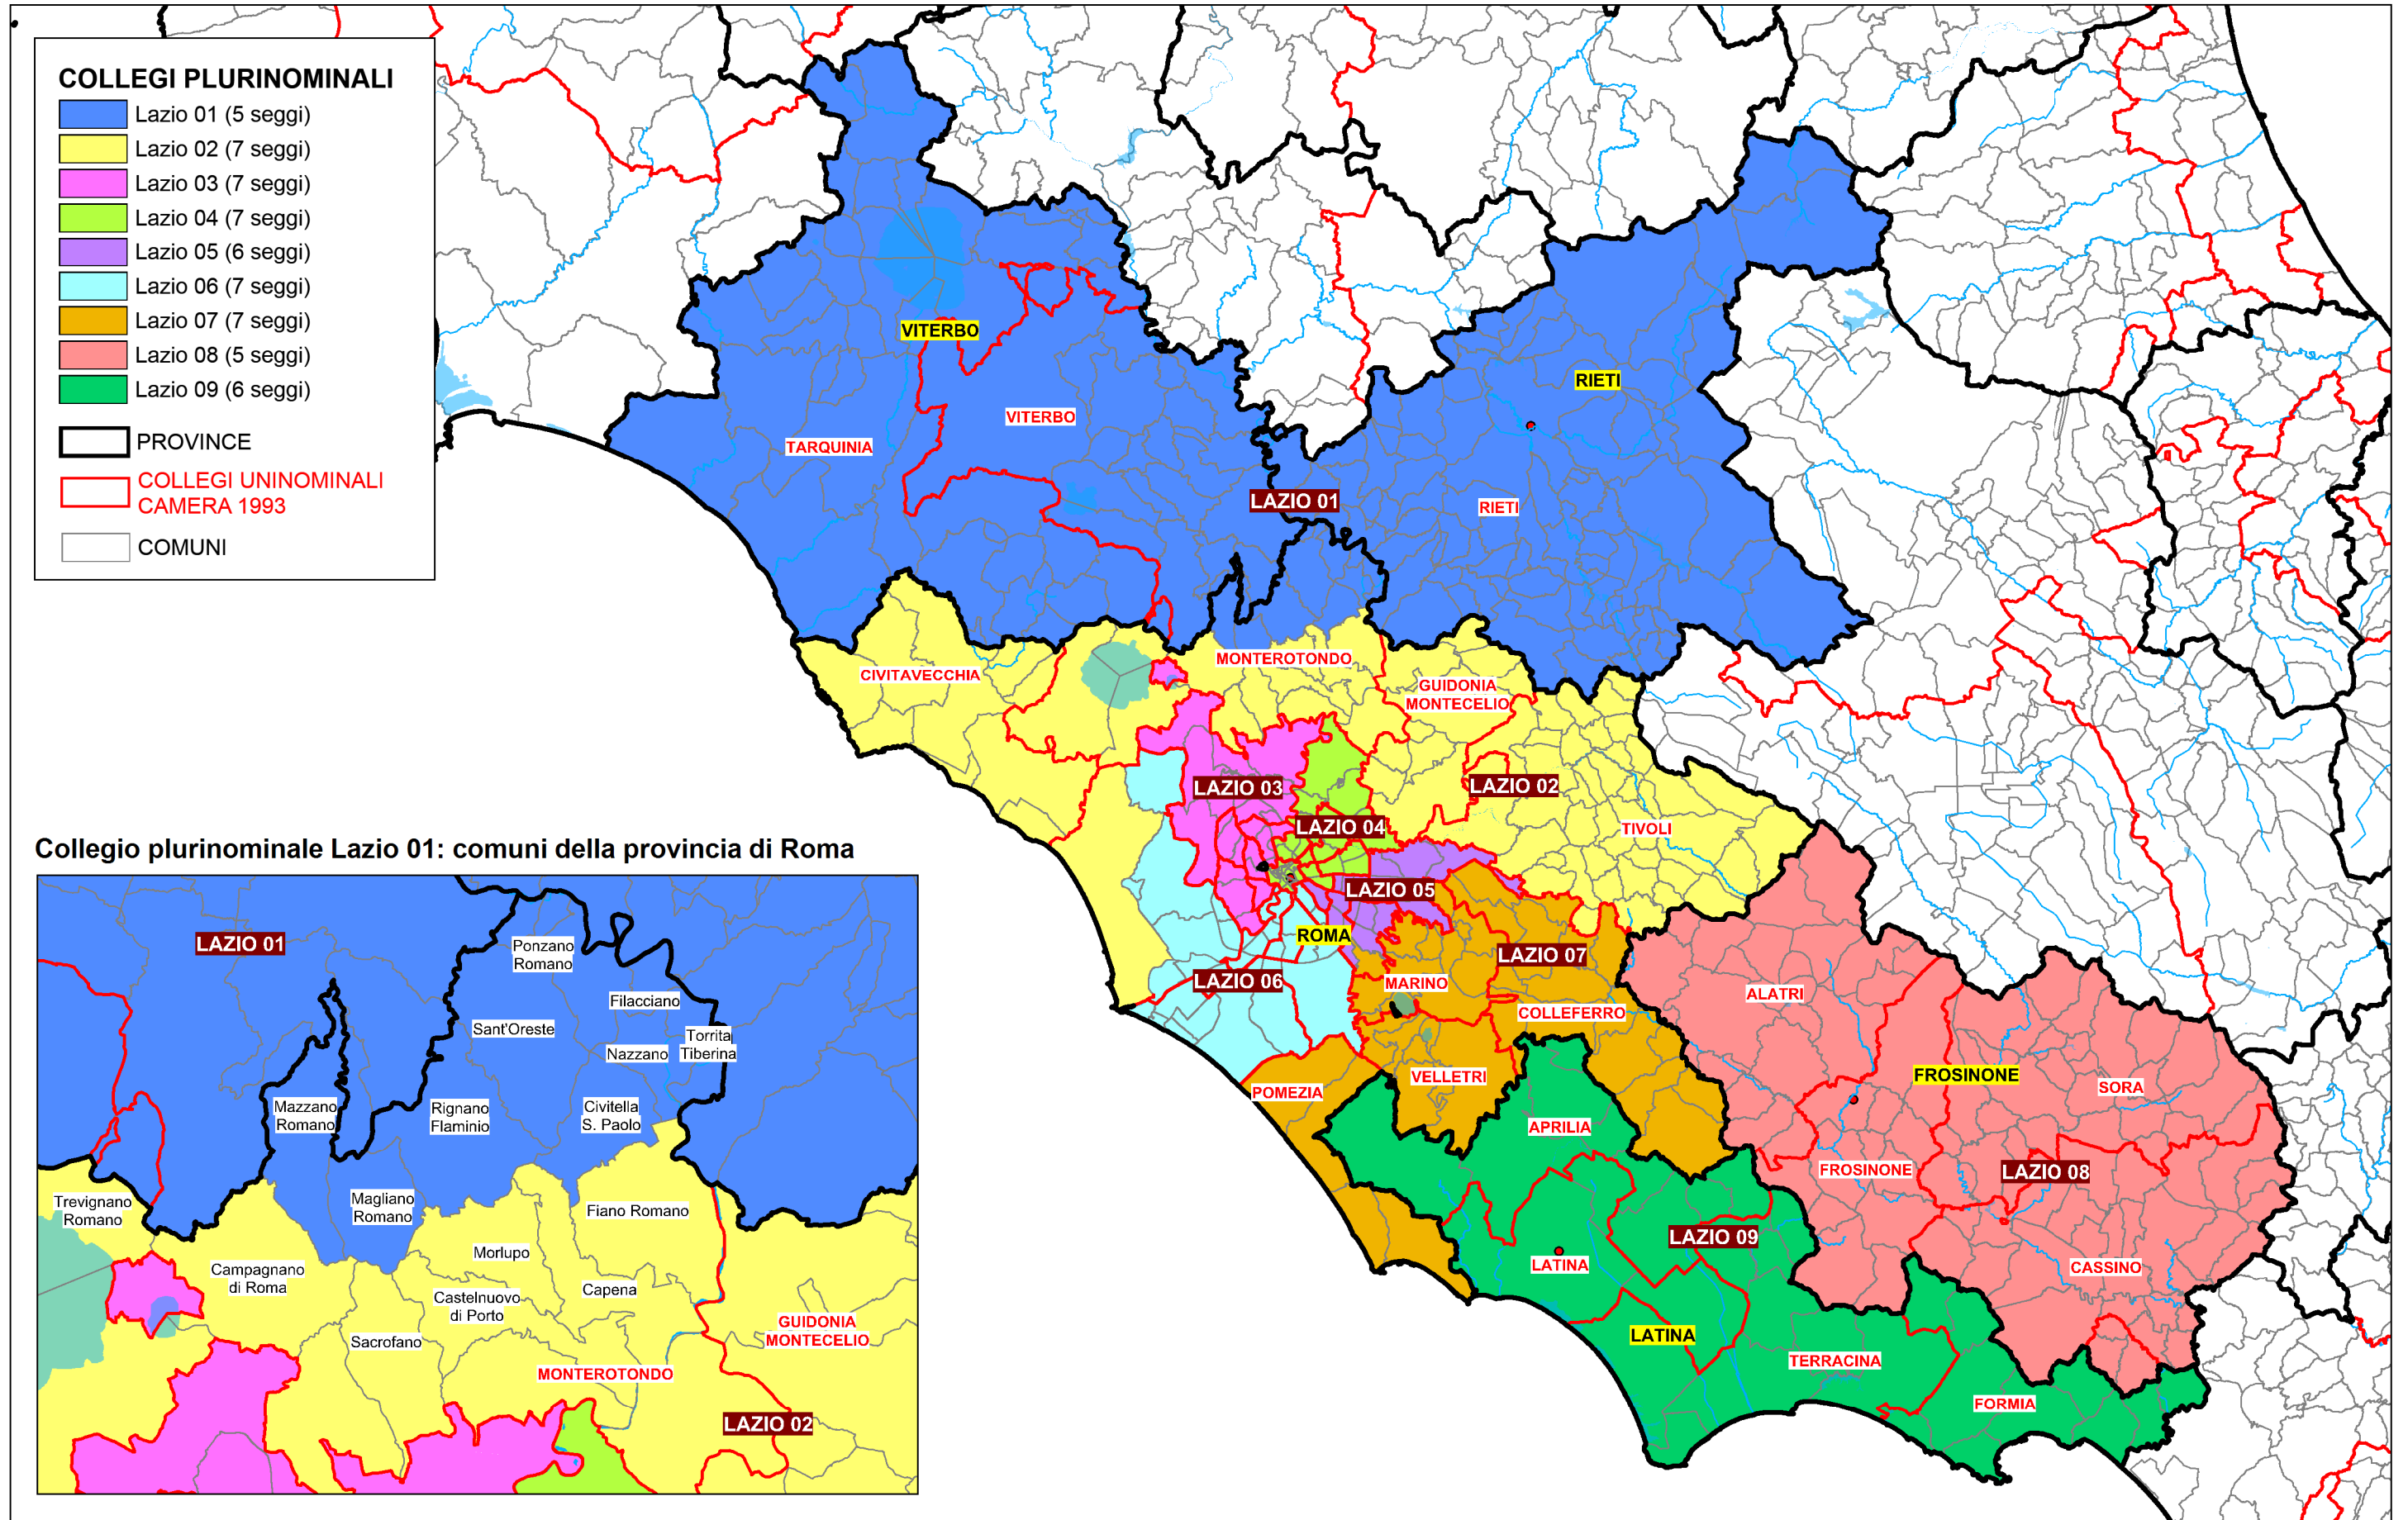 COLLEGI PLURINOMINALI
Lazio 01 (5 seggi)
Lazio 02 (7 seggi)
Lazio 03 (7 seggi)
Lazio 04 (7 seggi)
Lazio 05 (6 seggi)
Lazio 06 (7 seggi)
Lazio 07 (7 seggi)
Lazio 08 (5 seggi)
Lazio 09 (6 seggi)
PROVINCE
COLLEGI UNINOMINALI
CAMERA 1993
COMUNI
VITERBO
RIETI
VITERBO
TARQUINIA
LAZIO 01
RIETI
MONTEROTONDO
CIVITAVECCHIA
GUIDONIA
MONTECELIO
LAZIO 03
LAZIO 02
LAZIO 04
TIVOLI
LAZIO 05
ROMA
LAZIO 07
LAZIO 06
MARINO
ALATRI
COLLEFERRO
FROSINONE
VELLETRI
SORA
POMEZIA
APRILIA
FROSINONE
LAZIO 08
LAZIO 09
LATINA
CASSINO
LATINA
TERRACINA
FORMIA
Collegio plurinominale Lazio 01: comuni della provincia di Roma
LAZIO 01
Ponzano
Romano
Filacciano
Sant'Oreste
Torrita
Tiberina
Nazzano
Mazzano
Romano
Rignano
Flaminio
Civitella
S. Paolo
Trevignano
Romano
Magliano
Romano
Fiano Romano
Morlupo
Campagnano
di Roma
Capena
Castelnuovo
di Porto
Sacrofano
GUIDONIA
MONTECELIO
MONTEROTONDO
LAZIO 02